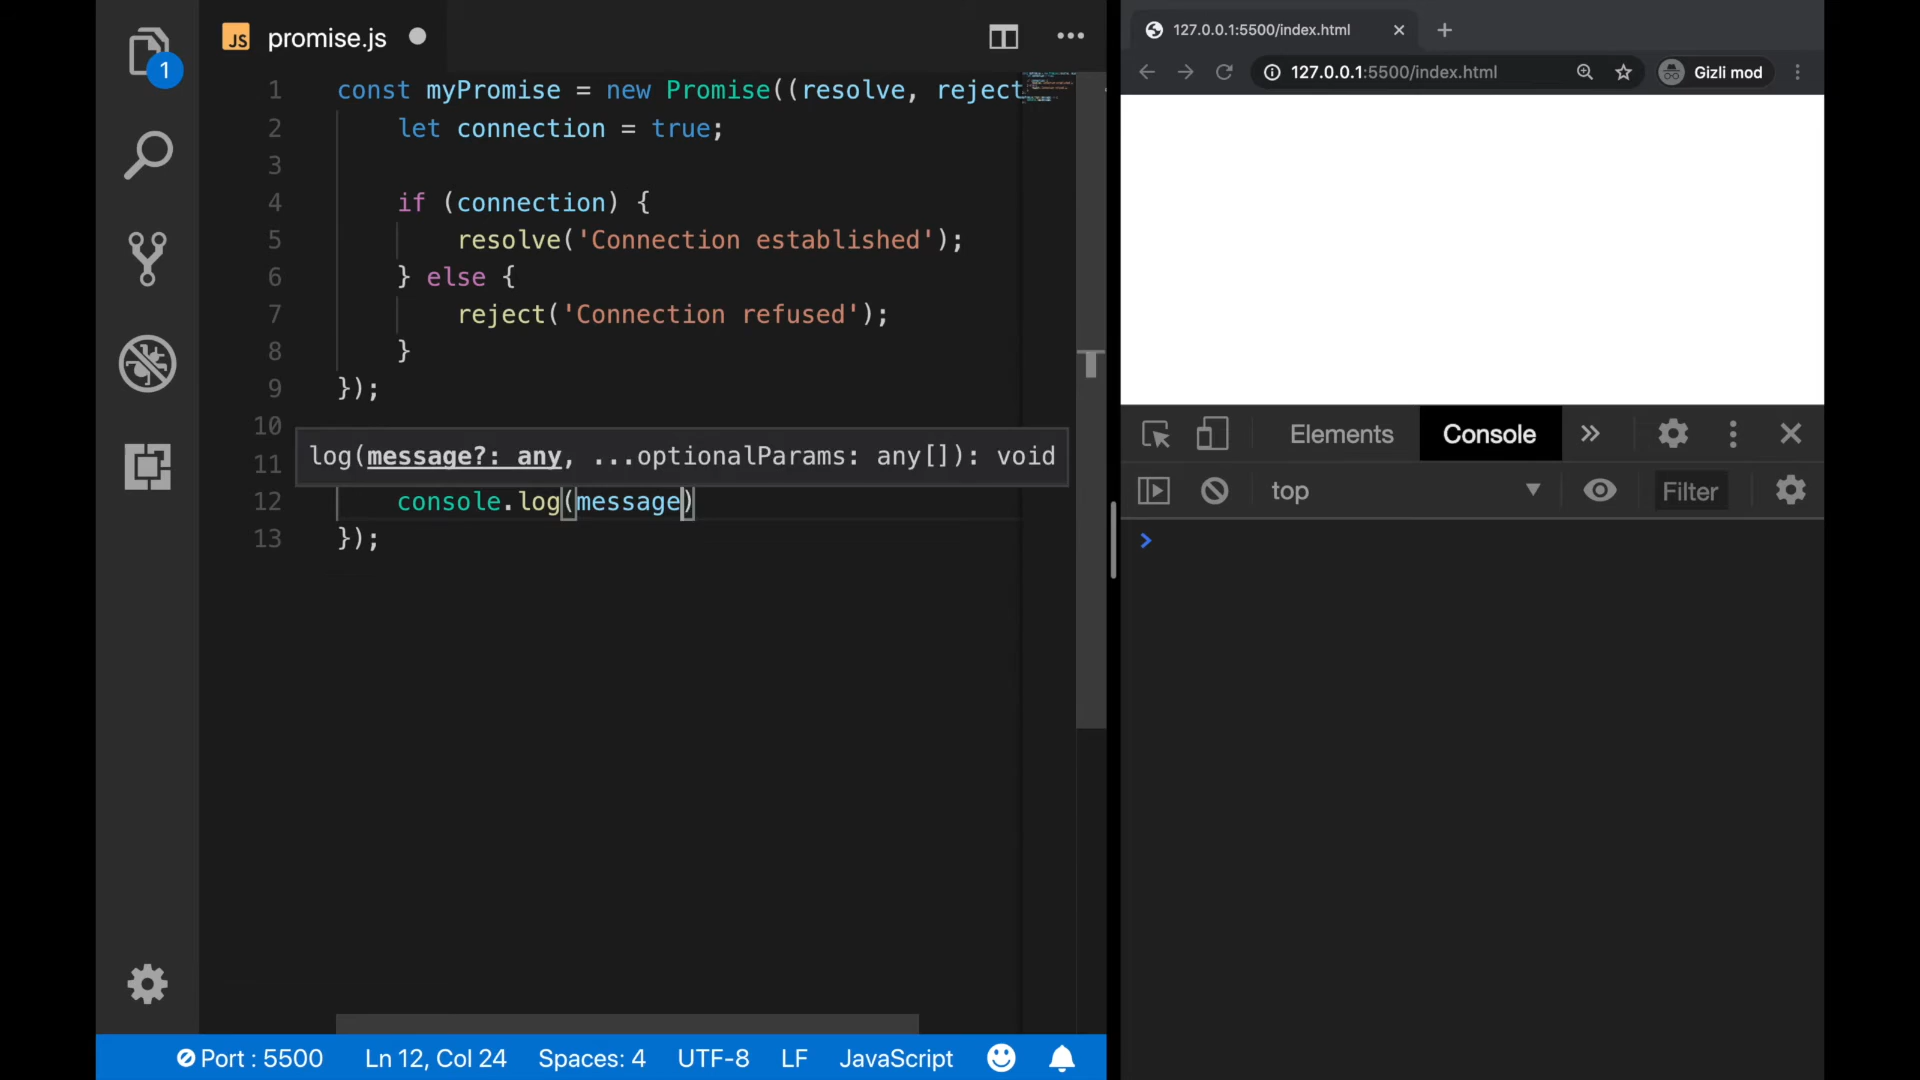 1
JS promise.js
1 const myPromise = new Promise((resolve, reject
2 let connection = true;
3
4 if (connection) {
5 resolve('Connection established');
6 } else {
7 reject('Connection refused');
8 }
9 });
10
log(message?: any, ...optionalParams: any[]): void
11
12 console.log(message)
13 });
Port : 5500 Ln 12, Col 24 Spaces: 4 UTF-8 LF JavaScript
127.0.0.1:5500/index.html
127.0.0.1:5500/index.html Gizli mod
Elements Console
top Filter